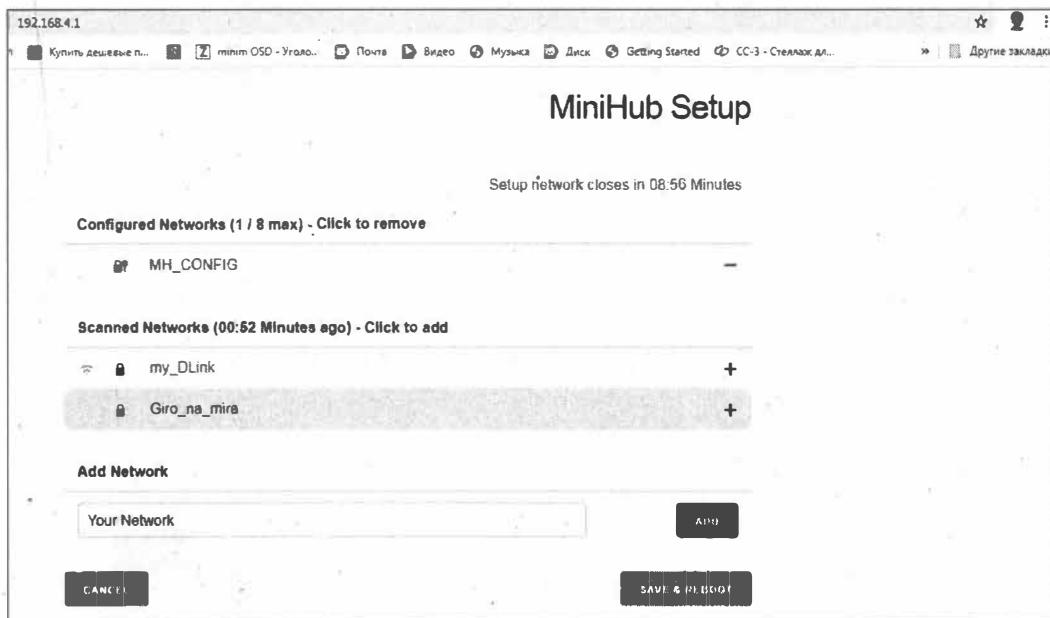 192.168.4.1
Купить дешевые п... minim OSD - Уголо.. Почта Видео Музыка Диск Getting Started СС-3 - Стеллаж дл... » Другие закладки
MiniHub Setup
Setup network closes in 08:56 Minutes
Configured Networks (1 / 8 max) - Click to remove
MH_CONFIG −
Scanned Networks (00:52 Minutes ago) - Click to add
my_DLink +
Giro_na_mira +
Add Network
Your Network ADD
CANCEL SAVE & REBOOT